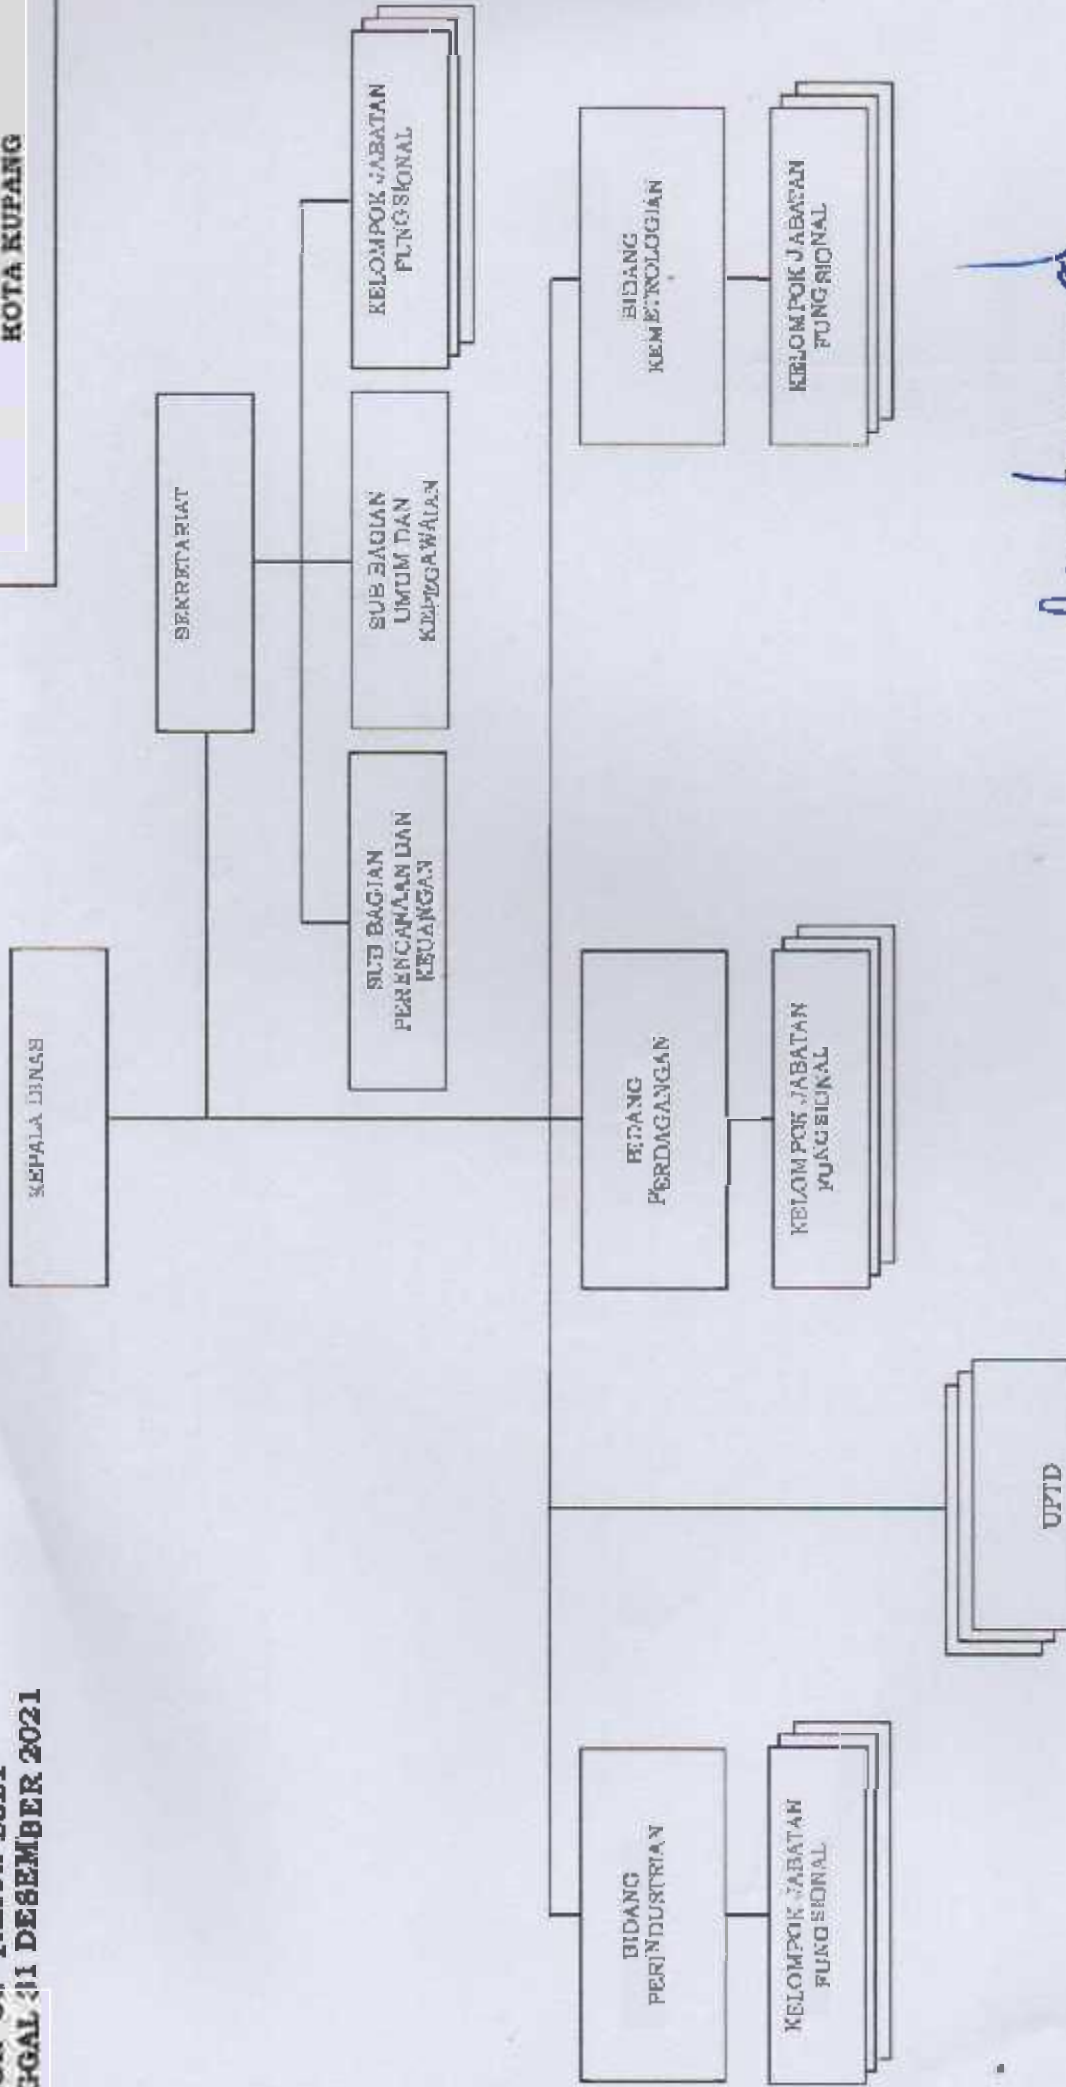 TANGGAL 31 DESEMBER 2021
KOTA KUPANG
KEPALA DINAS
SEKRETARIAT
SUB BAGIAN
PERENCANAAN DAN
KEUANGAN
SUB BAGIAN
UMUM DAN
KEPEGAWAIAN
KELOMPOK JABATAN
FUNGSIONAL
BIDANG
PERINDUSTRIAN
BIDANG
PERDAGANGAN
BIDANG
KEMETROLOGIAN
KELOMPOK JABATAN
FUNGSIONAL
KELOMPOK JABATAN
FUNGSIONAL
KELOMPOK JABATAN
FUNGSIONAL
UPTD